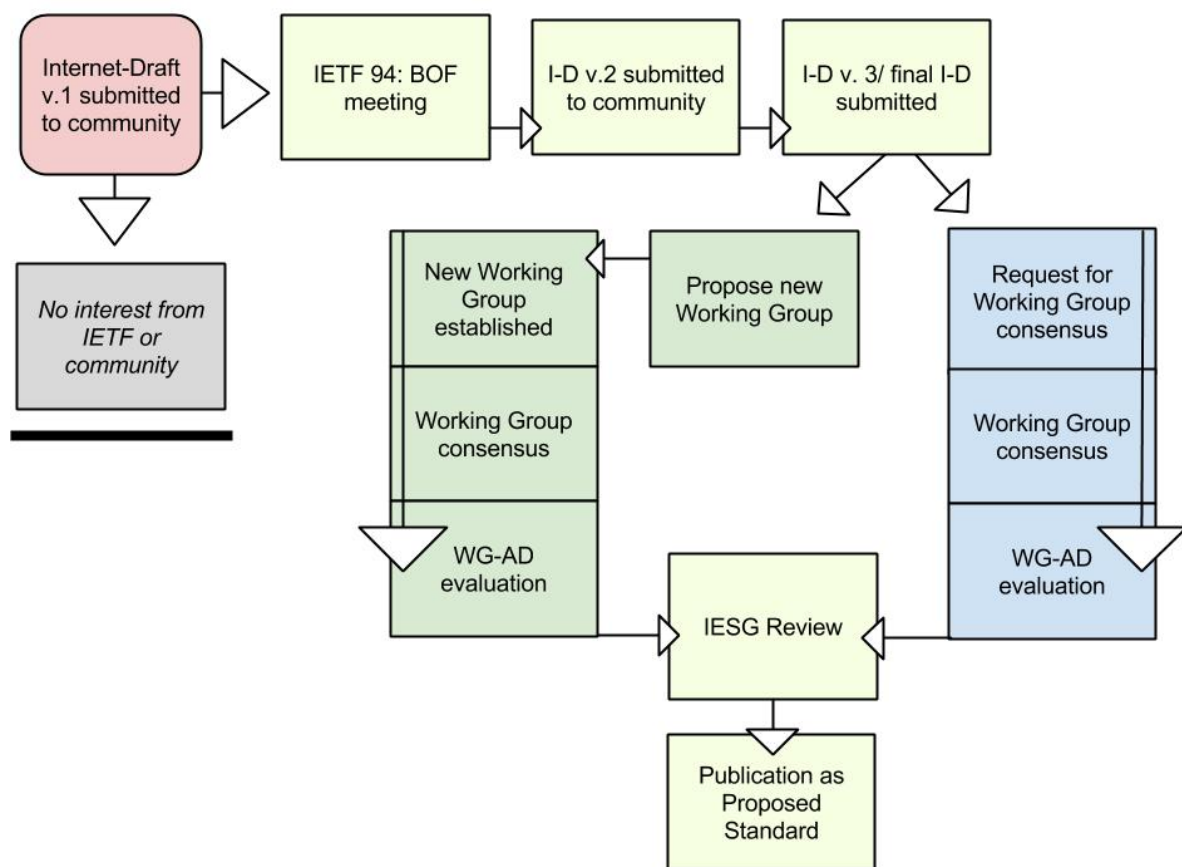 Internet-Draft
v.1 submitted
to community
IETF 94: BOF
meeting
I-D v.2 submitted
to community
I-D v. 3/ final I-D
submitted
No interest from
IETF or
community
New Working
Group
established
Propose new
Working Group
Request for
Working Group
consensus
Working Group
consensus
Working Group
consensus
WG-AD
evaluation
WG-AD
evaluation
IESG Review
Publication as
Proposed
Standard